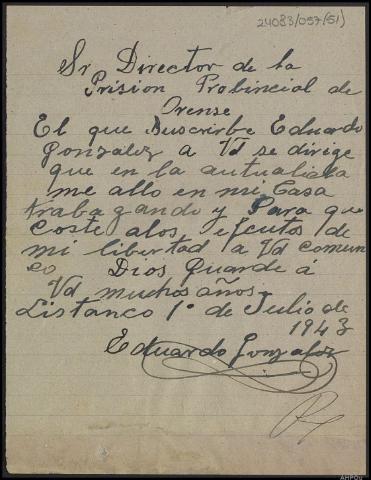 24083/057(51)
Sr Director de la
Prision Probincial de
Orense
El que Suscribe Eduardo
Gonzalez a Vd se dirige
que en la autualida
me allo en mi Casa
trabagando y Para que
Coste alos efectos de
mi libertad a Vd comun
co
Dios Guarde á
Vd muchos años-
Listanco 1º de Julio de
1943
Eduardo Gonzalez
AHPOu